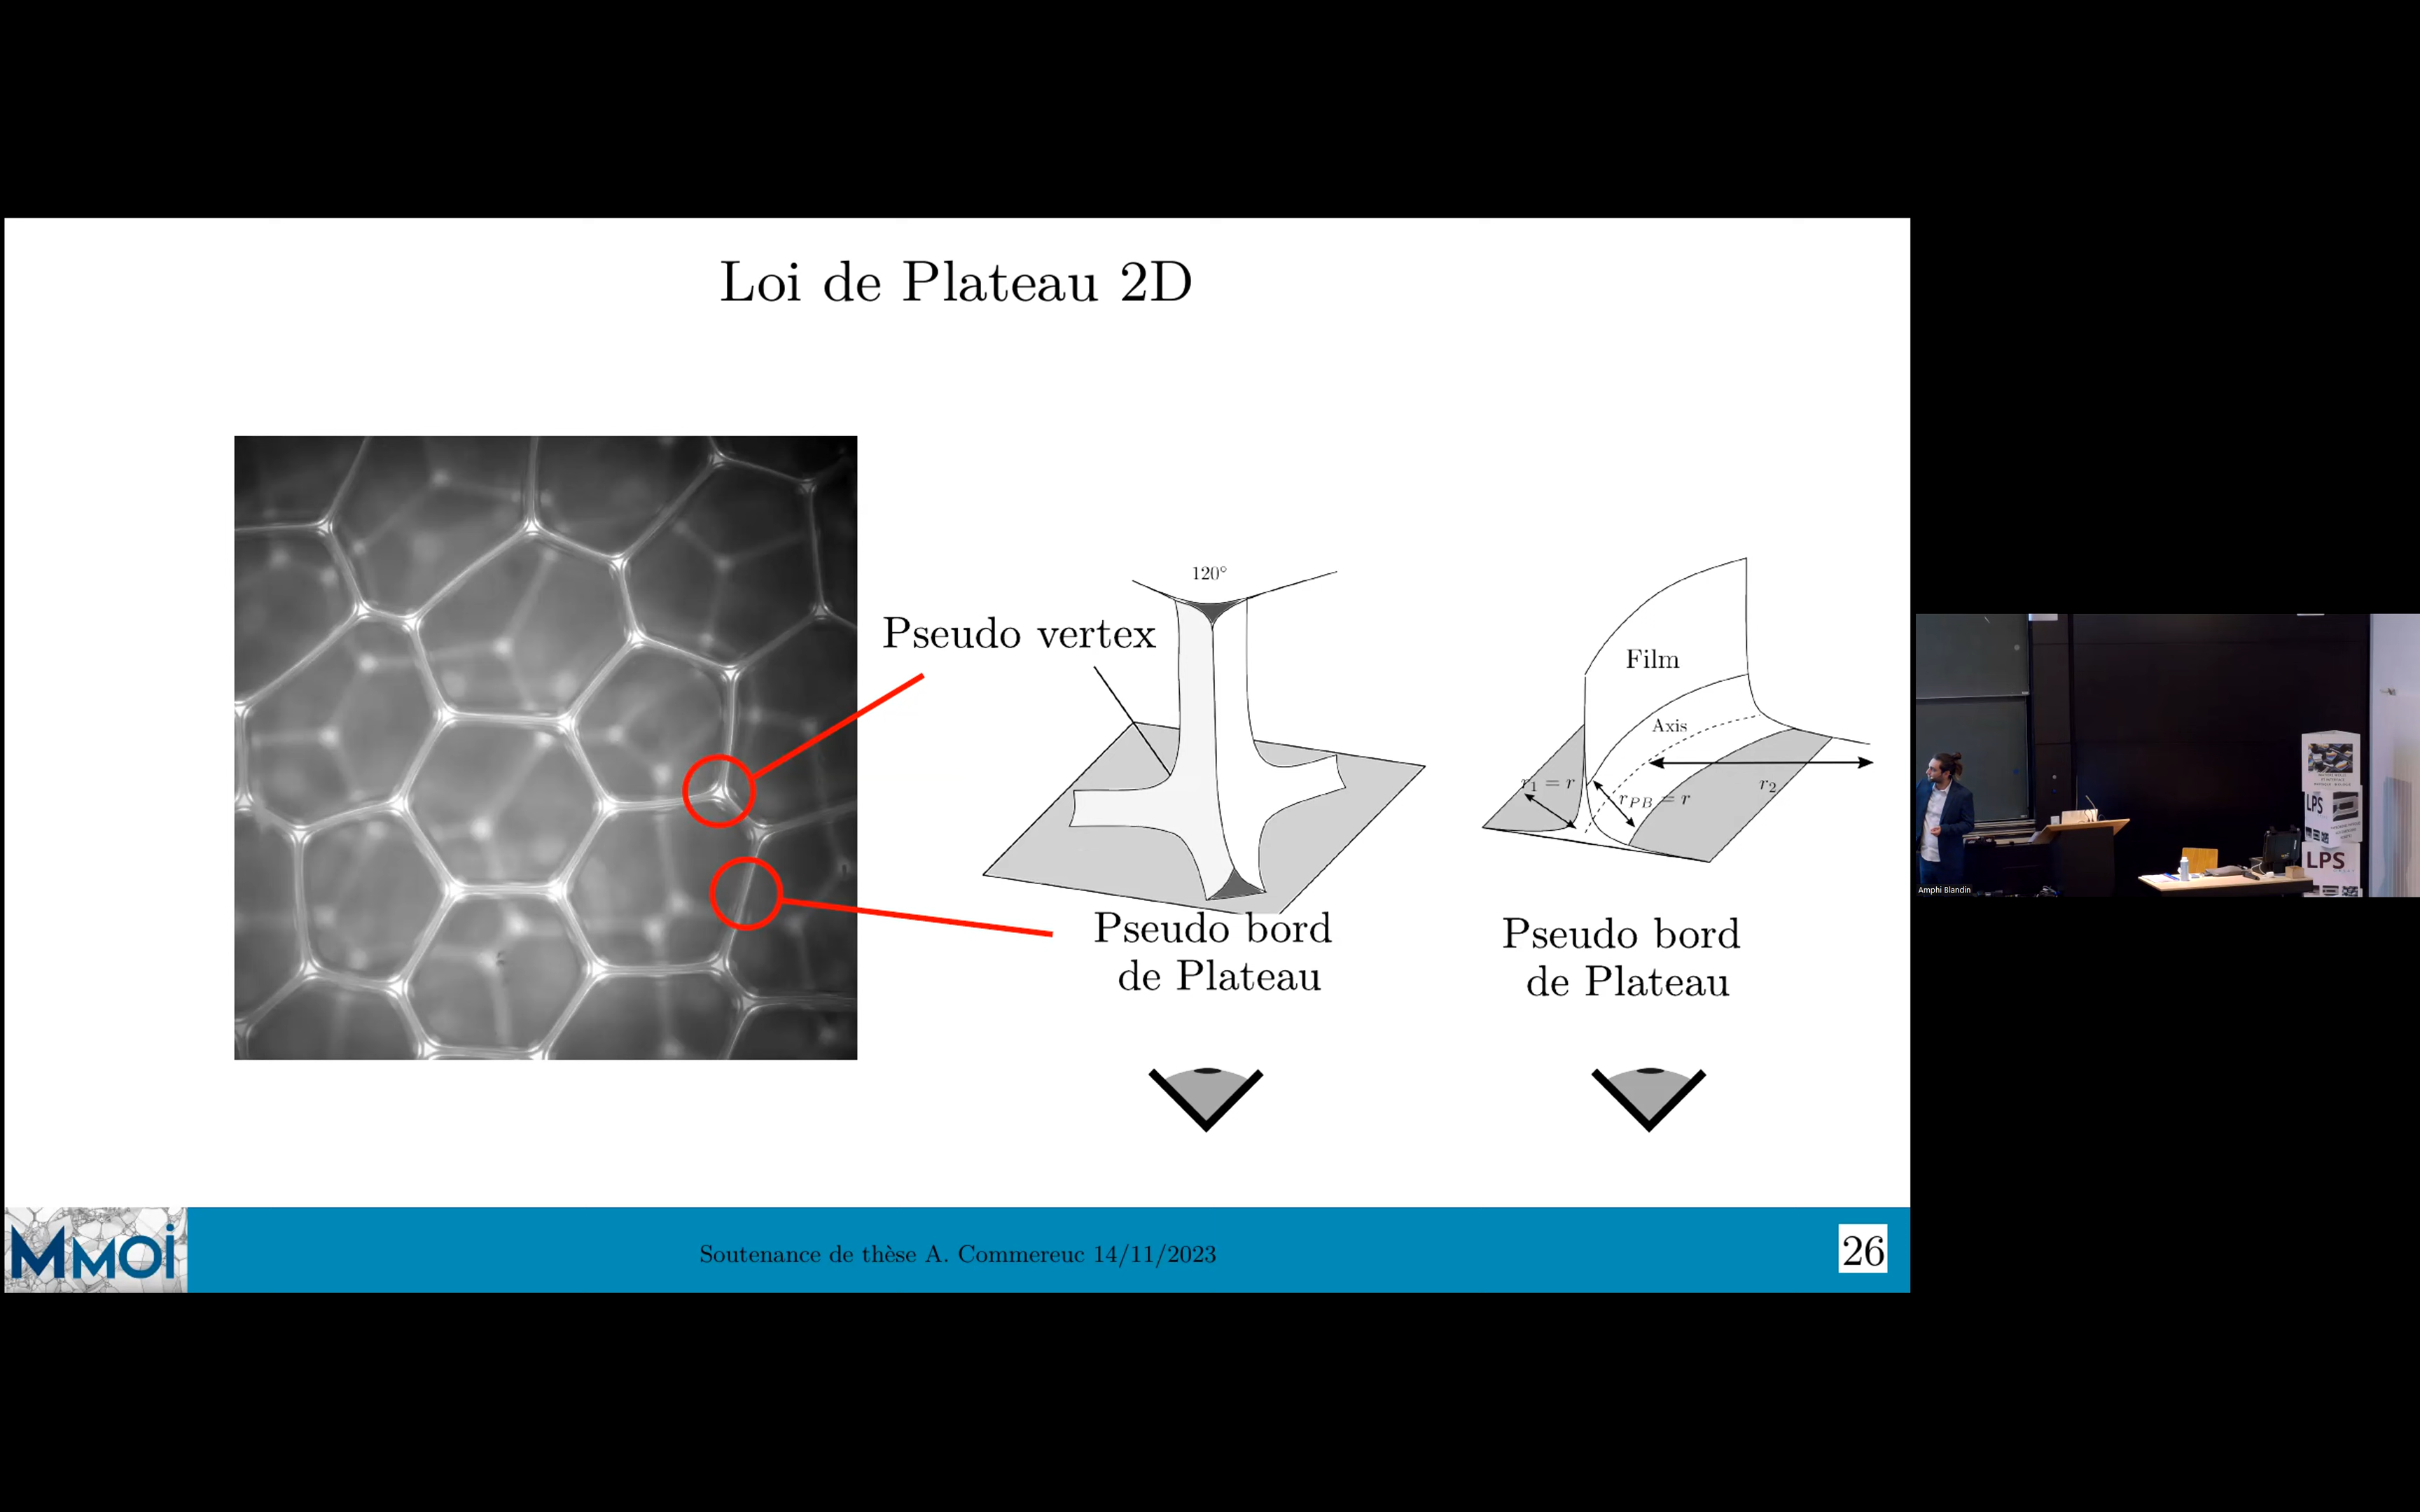 Loi de Plateau 2D
Pseudo vertex
120°
Pseudo bord
de Plateau
Film
Axis
r₁ = r
r_PB = r
r₂
Pseudo bord
de Plateau
MMOi
Soutenance de thèse A. Commereuc 14/11/2023
26
Amphi Blandin
LPS
LPS